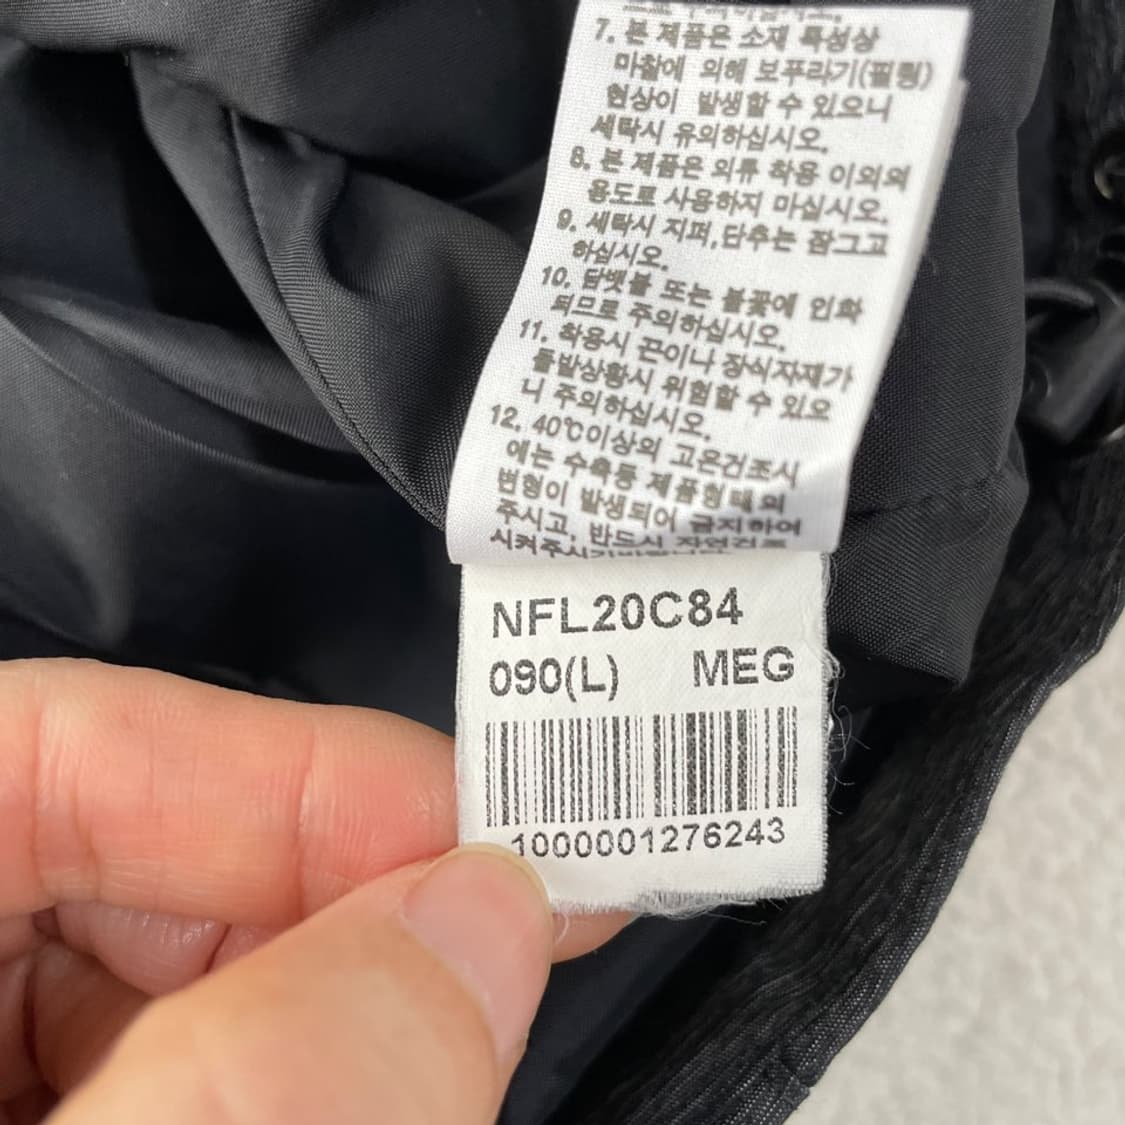 7. 본 제품은 소재 특성상
마찰에 의해 보푸라기(필링)
현상이 발생할 수 있으니
세탁시 유의하십시오.
8. 본 제품은 의류 착용 이외의
용도로 사용하지 마십시오.
9. 세탁시 지퍼,단추는 잠그고
하십시오.
10. 담뱃불 또는 불꽃에 인화
되므로 주의하십시오.
11. 착용시 끈이나 장식자재가
돌발상황시 위험할 수 있으
니 주의하십시오.
12. 40℃이상의 고온건조시
에는 수축등 제품형태의
변형이 발생되어 금지하여
주시고, 반드시 자연건조
시켜주시기바랍니다.
NFL20C84
090(L) MEG
1000001276243